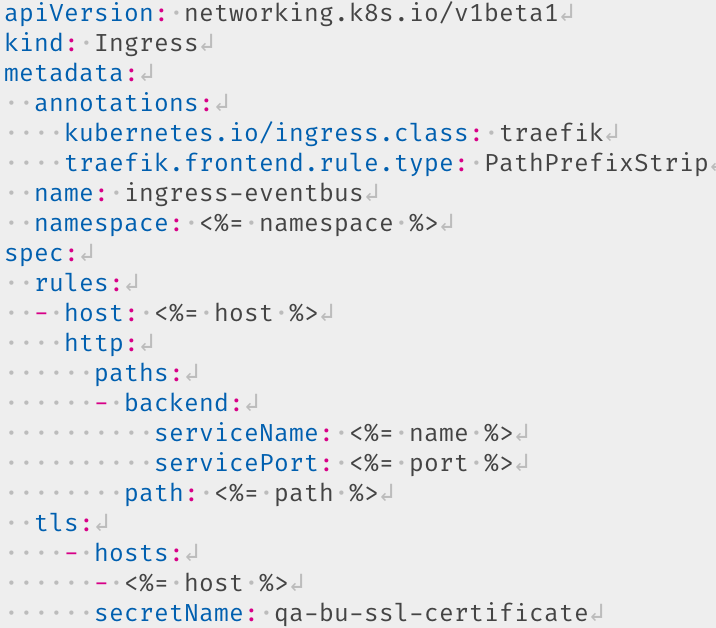 apiVersion: networking.k8s.io/v1beta1
kind: Ingress
metadata:
  annotations:
    kubernetes.io/ingress.class: traefik
    traefik.frontend.rule.type: PathPrefixStrip
  name: ingress-eventbus
  namespace: <%= namespace %>
spec:
  rules:
  - host: <%= host %>
    http:
      paths:
      - backend:
          serviceName: <%= name %>
          servicePort: <%= port %>
        path: <%= path %>
  tls:
    - hosts:
      - <%= host %>
      secretName: qa-bu-ssl-certificate